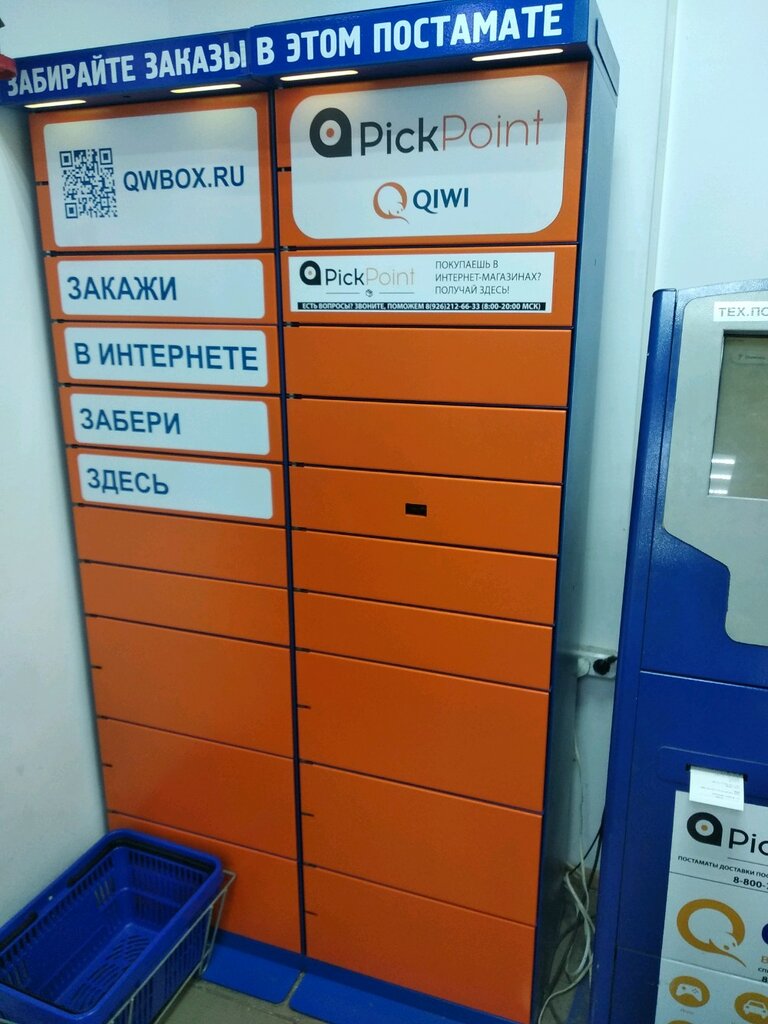 ЗАБИРАЙТЕ ЗАКАЗЫ В ЭТОМ ПОСТАМАТЕ
QWBOX.RU
PickPoint
QIWI
ЗАКАЖИ
В ИНТЕРНЕТЕ
ЗАБЕРИ
ЗДЕСЬ
PickPoint
ПОКУПАЕШЬ В
ИНТЕРНЕТ-МАГАЗИНАХ?
ПОЛУЧАЙ ЗДЕСЬ!
ЕСТЬ ВОПРОСЫ? ЗВОНИТЕ, ПОМОЖЕМ 8(926)212-66-33 (8:00-20:00 МСК)
ТЕХ.ПО
Pic
ПОСТАМАТЫ ДОСТАВКИ ПОС
8-800-